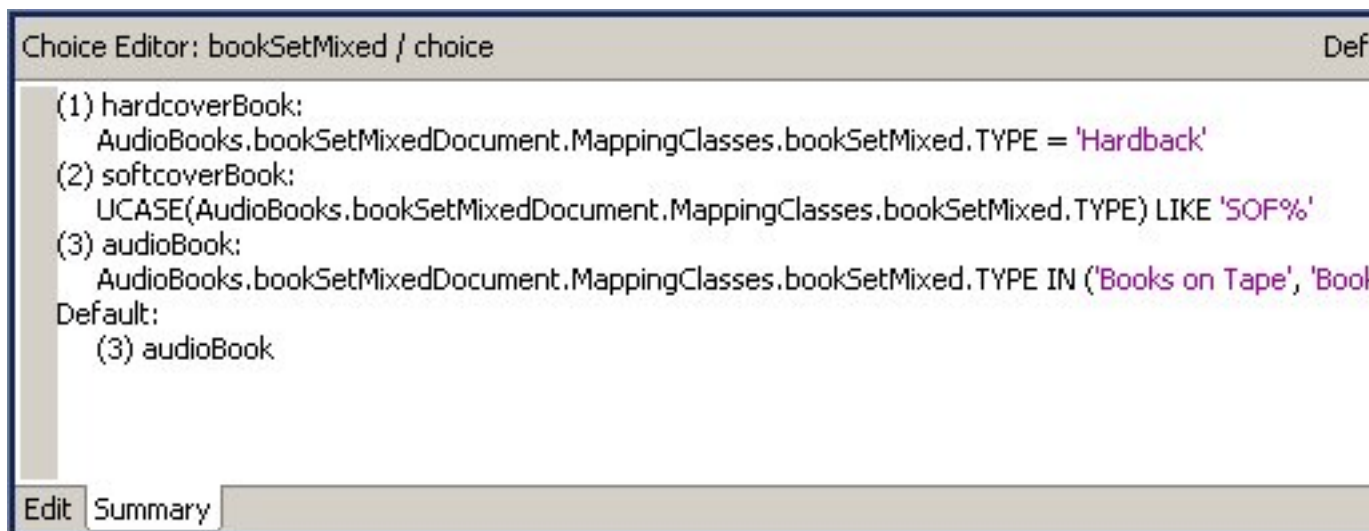 Choice Editor: bookSetMixed / choice Def
(1) hardcoverBook:
AudioBooks.bookSetMixedDocument.MappingClasses.bookSetMixed.TYPE = 'Hardback'
(2) softcoverBook:
UCASE(AudioBooks.bookSetMixedDocument.MappingClasses.bookSetMixed.TYPE) LIKE 'SOF%'
(3) audioBook:
AudioBooks.bookSetMixedDocument.MappingClasses.bookSetMixed.TYPE IN ('Books on Tape', 'Book
Default:
(3) audioBook
Edit Summary